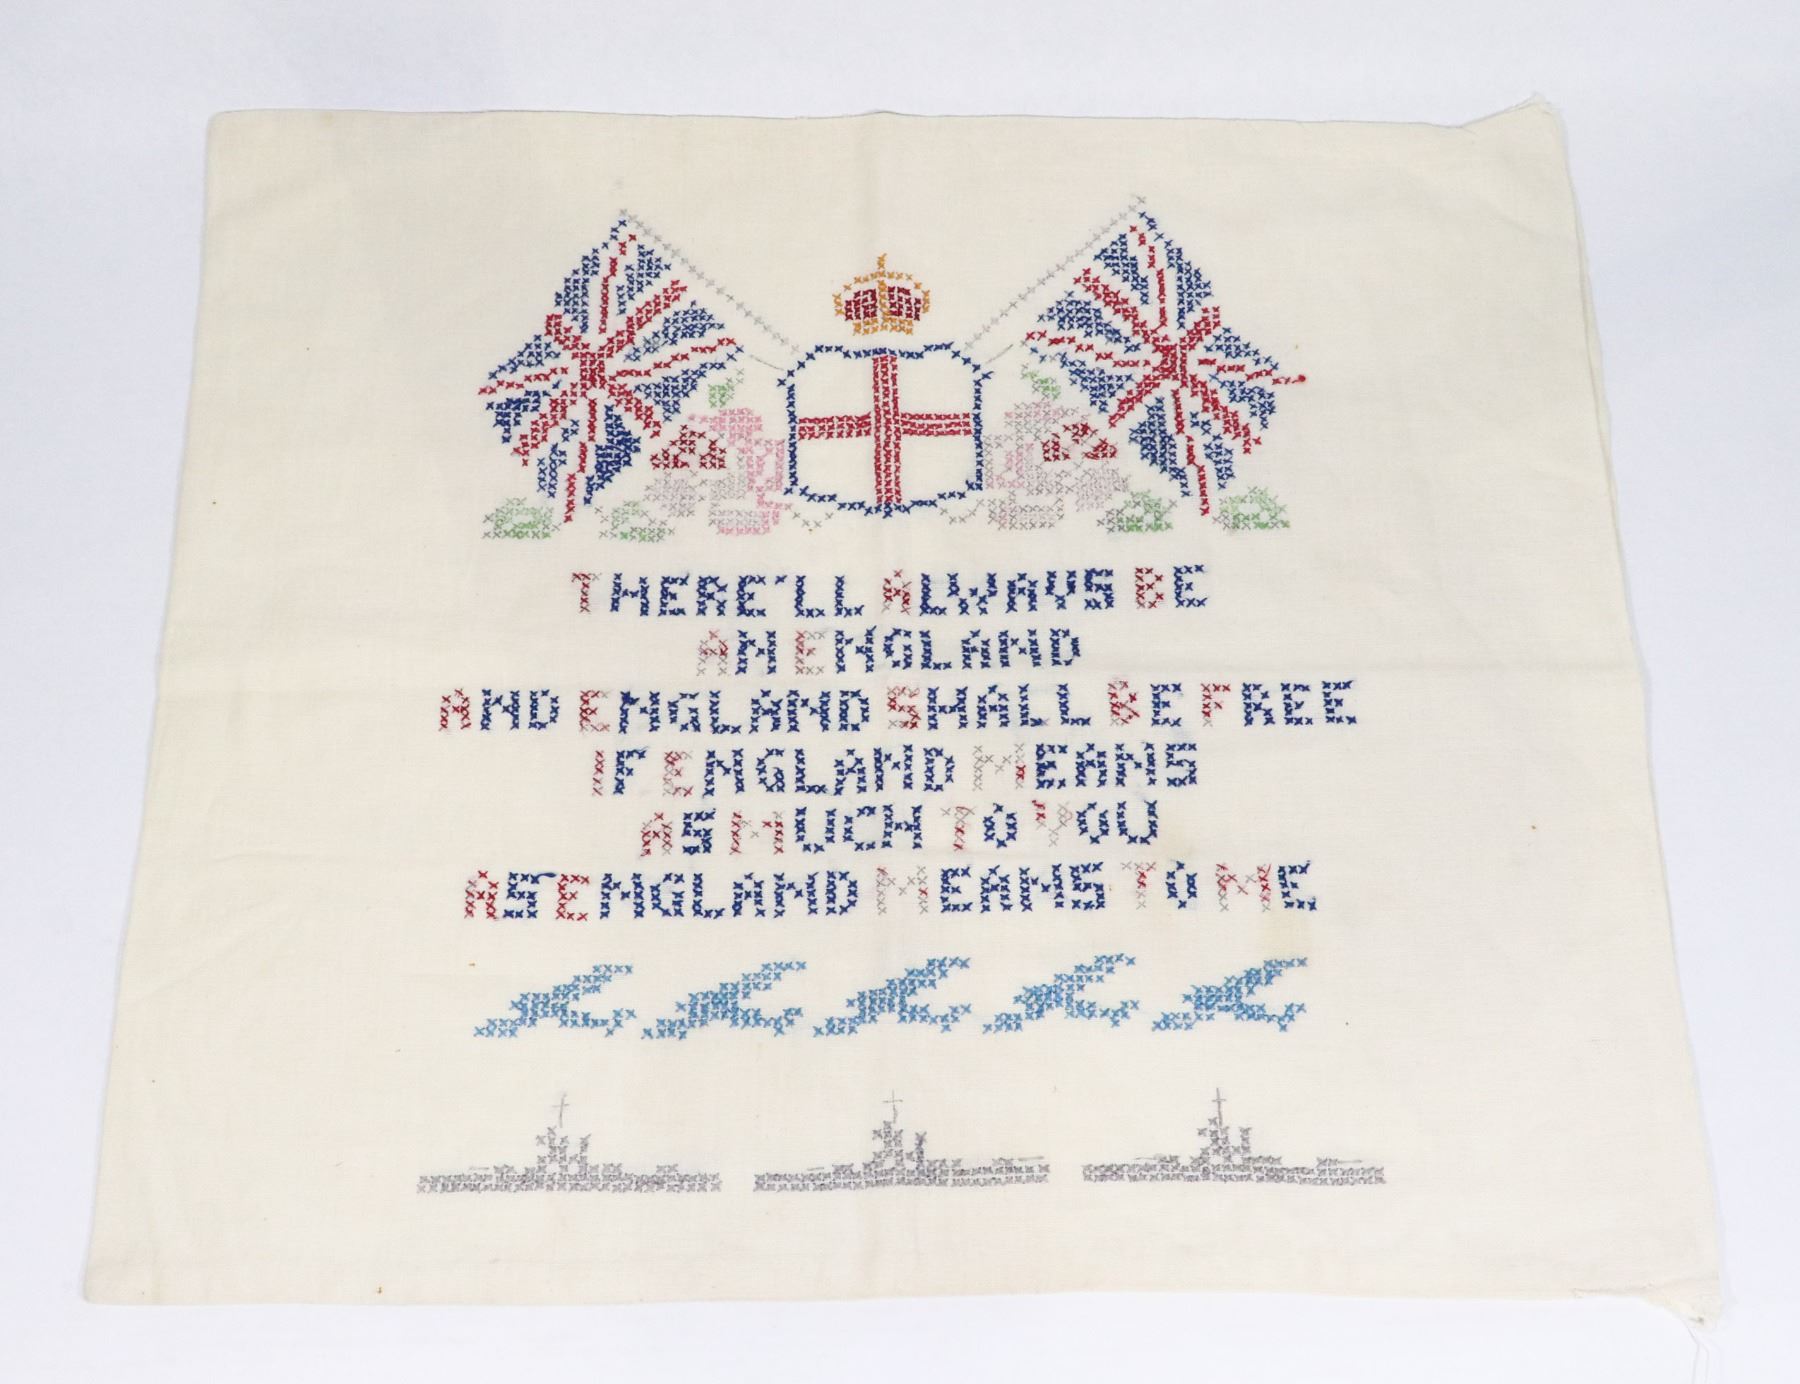 THERE'LL ALWAYS BE
AN ENGLAND
AND ENGLAND SHALL BE FREE
IF ENGLAND MEANS
AS MUCH TO YOU
AS ENGLAND MEANS TO ME